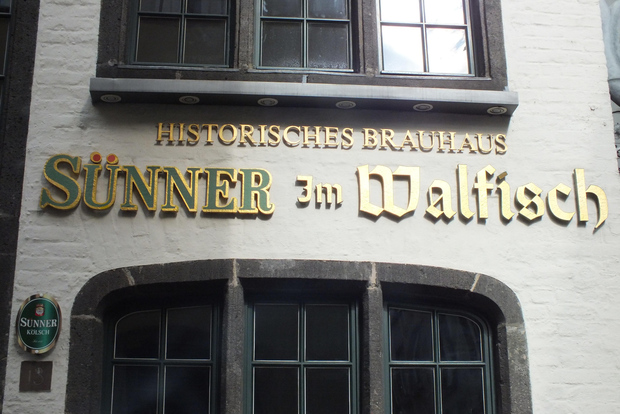 HISTORISCHES BRAUHAUS
SÜNNER Im Walfisch
SÜNNER
KÖLSCH